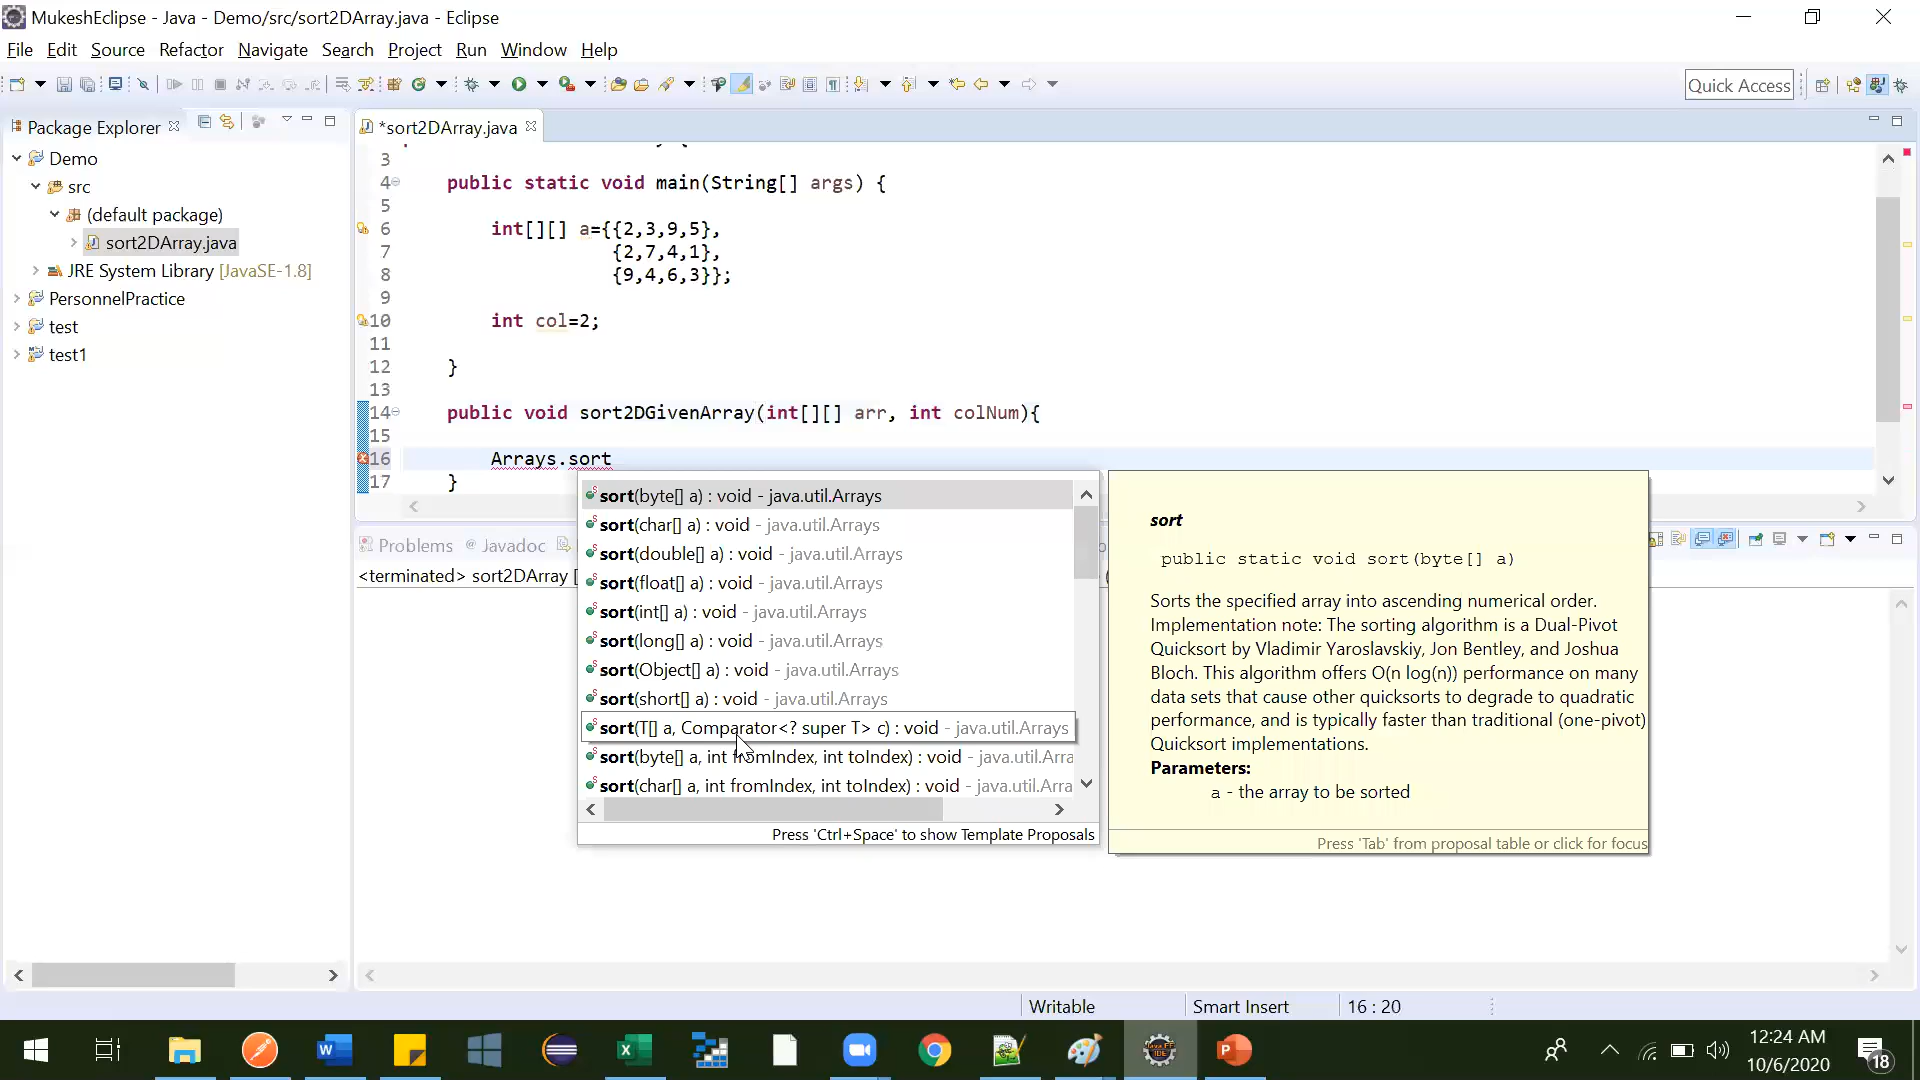 MukeshEclipse - Java - Demo/src/sort2DArray.java - Eclipse
File Edit Source Refactor Navigate Search Project Run Window Help
Quick Access
Package Explorer
*sort2DArray.java
Demo
src
(default package)
sort2DArray.java
JRE System Library [JavaSE-1.8]
PersonnelPractice
test
test1
3
4 public static void main(String[] args) {
5
6 int[][] a={{2,3,9,5},
7 {2,7,4,1},
8 {9,4,6,3}};
9
10 int col=2;
11
12 }
13
14 public void sort2DGivenArray(int[][] arr, int colNum){
15
16 Arrays.sort
17 }
Problems @ Javadoc
<terminated> sort2DArray [
sort(byte[] a) : void - java.util.Arrays
sort(char[] a) : void - java.util.Arrays
sort(double[] a) : void - java.util.Arrays
sort(float[] a) : void - java.util.Arrays
sort(int[] a) : void - java.util.Arrays
sort(long[] a) : void - java.util.Arrays
sort(Object[] a) : void - java.util.Arrays
sort(short[] a) : void - java.util.Arrays
sort(T[] a, Comparator<? super T> c) : void - java.util.Arrays
sort(byte[] a, int fromIndex, int toIndex) : void - java.util.Arra
sort(char[] a, int fromIndex, int toIndex) : void - java.util.Arra
Press 'Ctrl+Space' to show Template Proposals
sort
public static void sort(byte[] a)
Sorts the specified array into ascending numerical order.
Implementation note: The sorting algorithm is a Dual-Pivot
Quicksort by Vladimir Yaroslavskiy, Jon Bentley, and Joshua
Bloch. This algorithm offers O(n log(n)) performance on many
data sets that cause other quicksorts to degrade to quadratic
performance, and is typically faster than traditional (one-pivot)
Quicksort implementations.
Parameters:
a - the array to be sorted
Press 'Tab' from proposal table or click for focus
Writable
Smart Insert
16 : 20
12:24 AM
10/6/2020
18